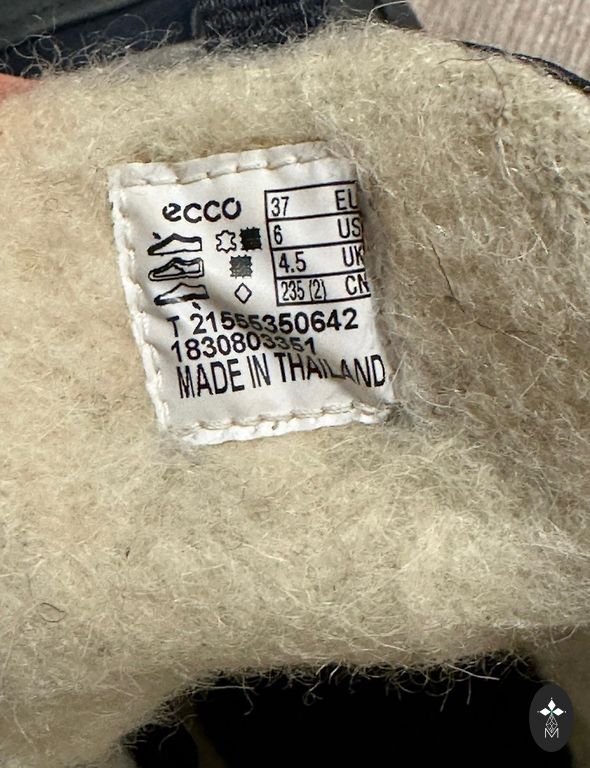 ecco
37 EU
6 US
4.5 UK
235 (2) CN
T 21555350642
1830803351
MADE IN THAILAND
M